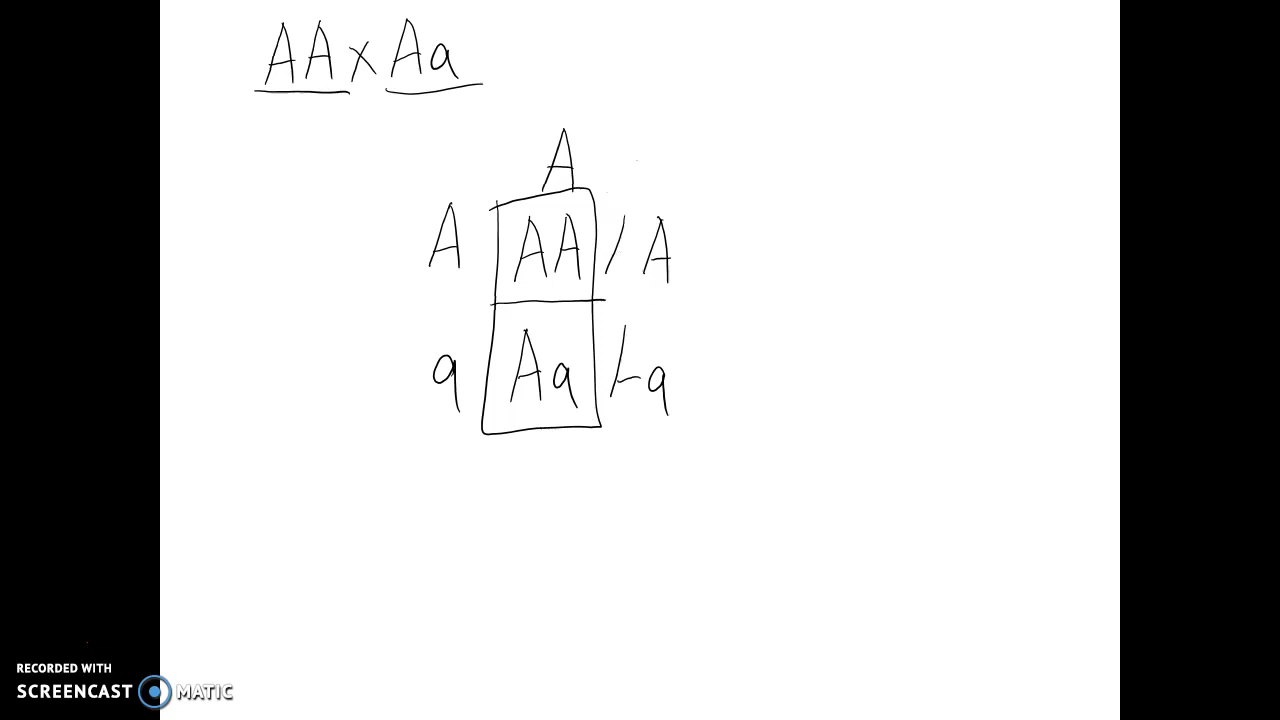 AA x Aa
A
A AA / A
a Aa a
RECORDED WITH
SCREENCAST MATIC